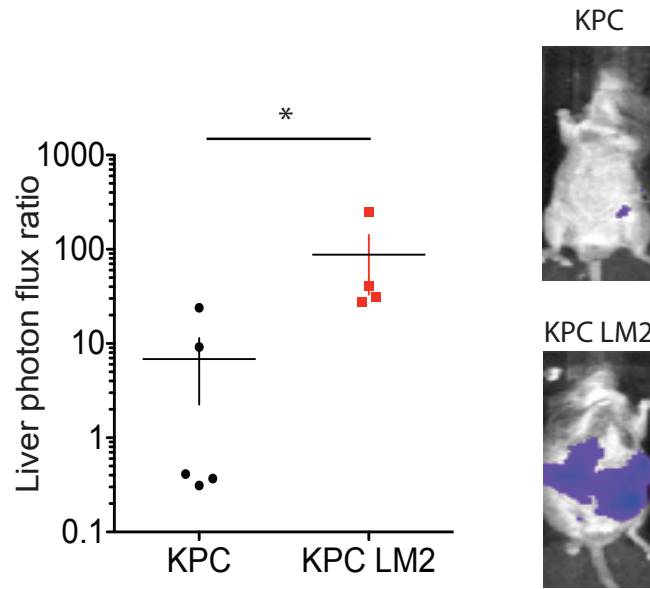 KPC
*
1000
100
10
1
0.1
Liver photon flux ratio
KPC
KPC LM2
KPC LM2